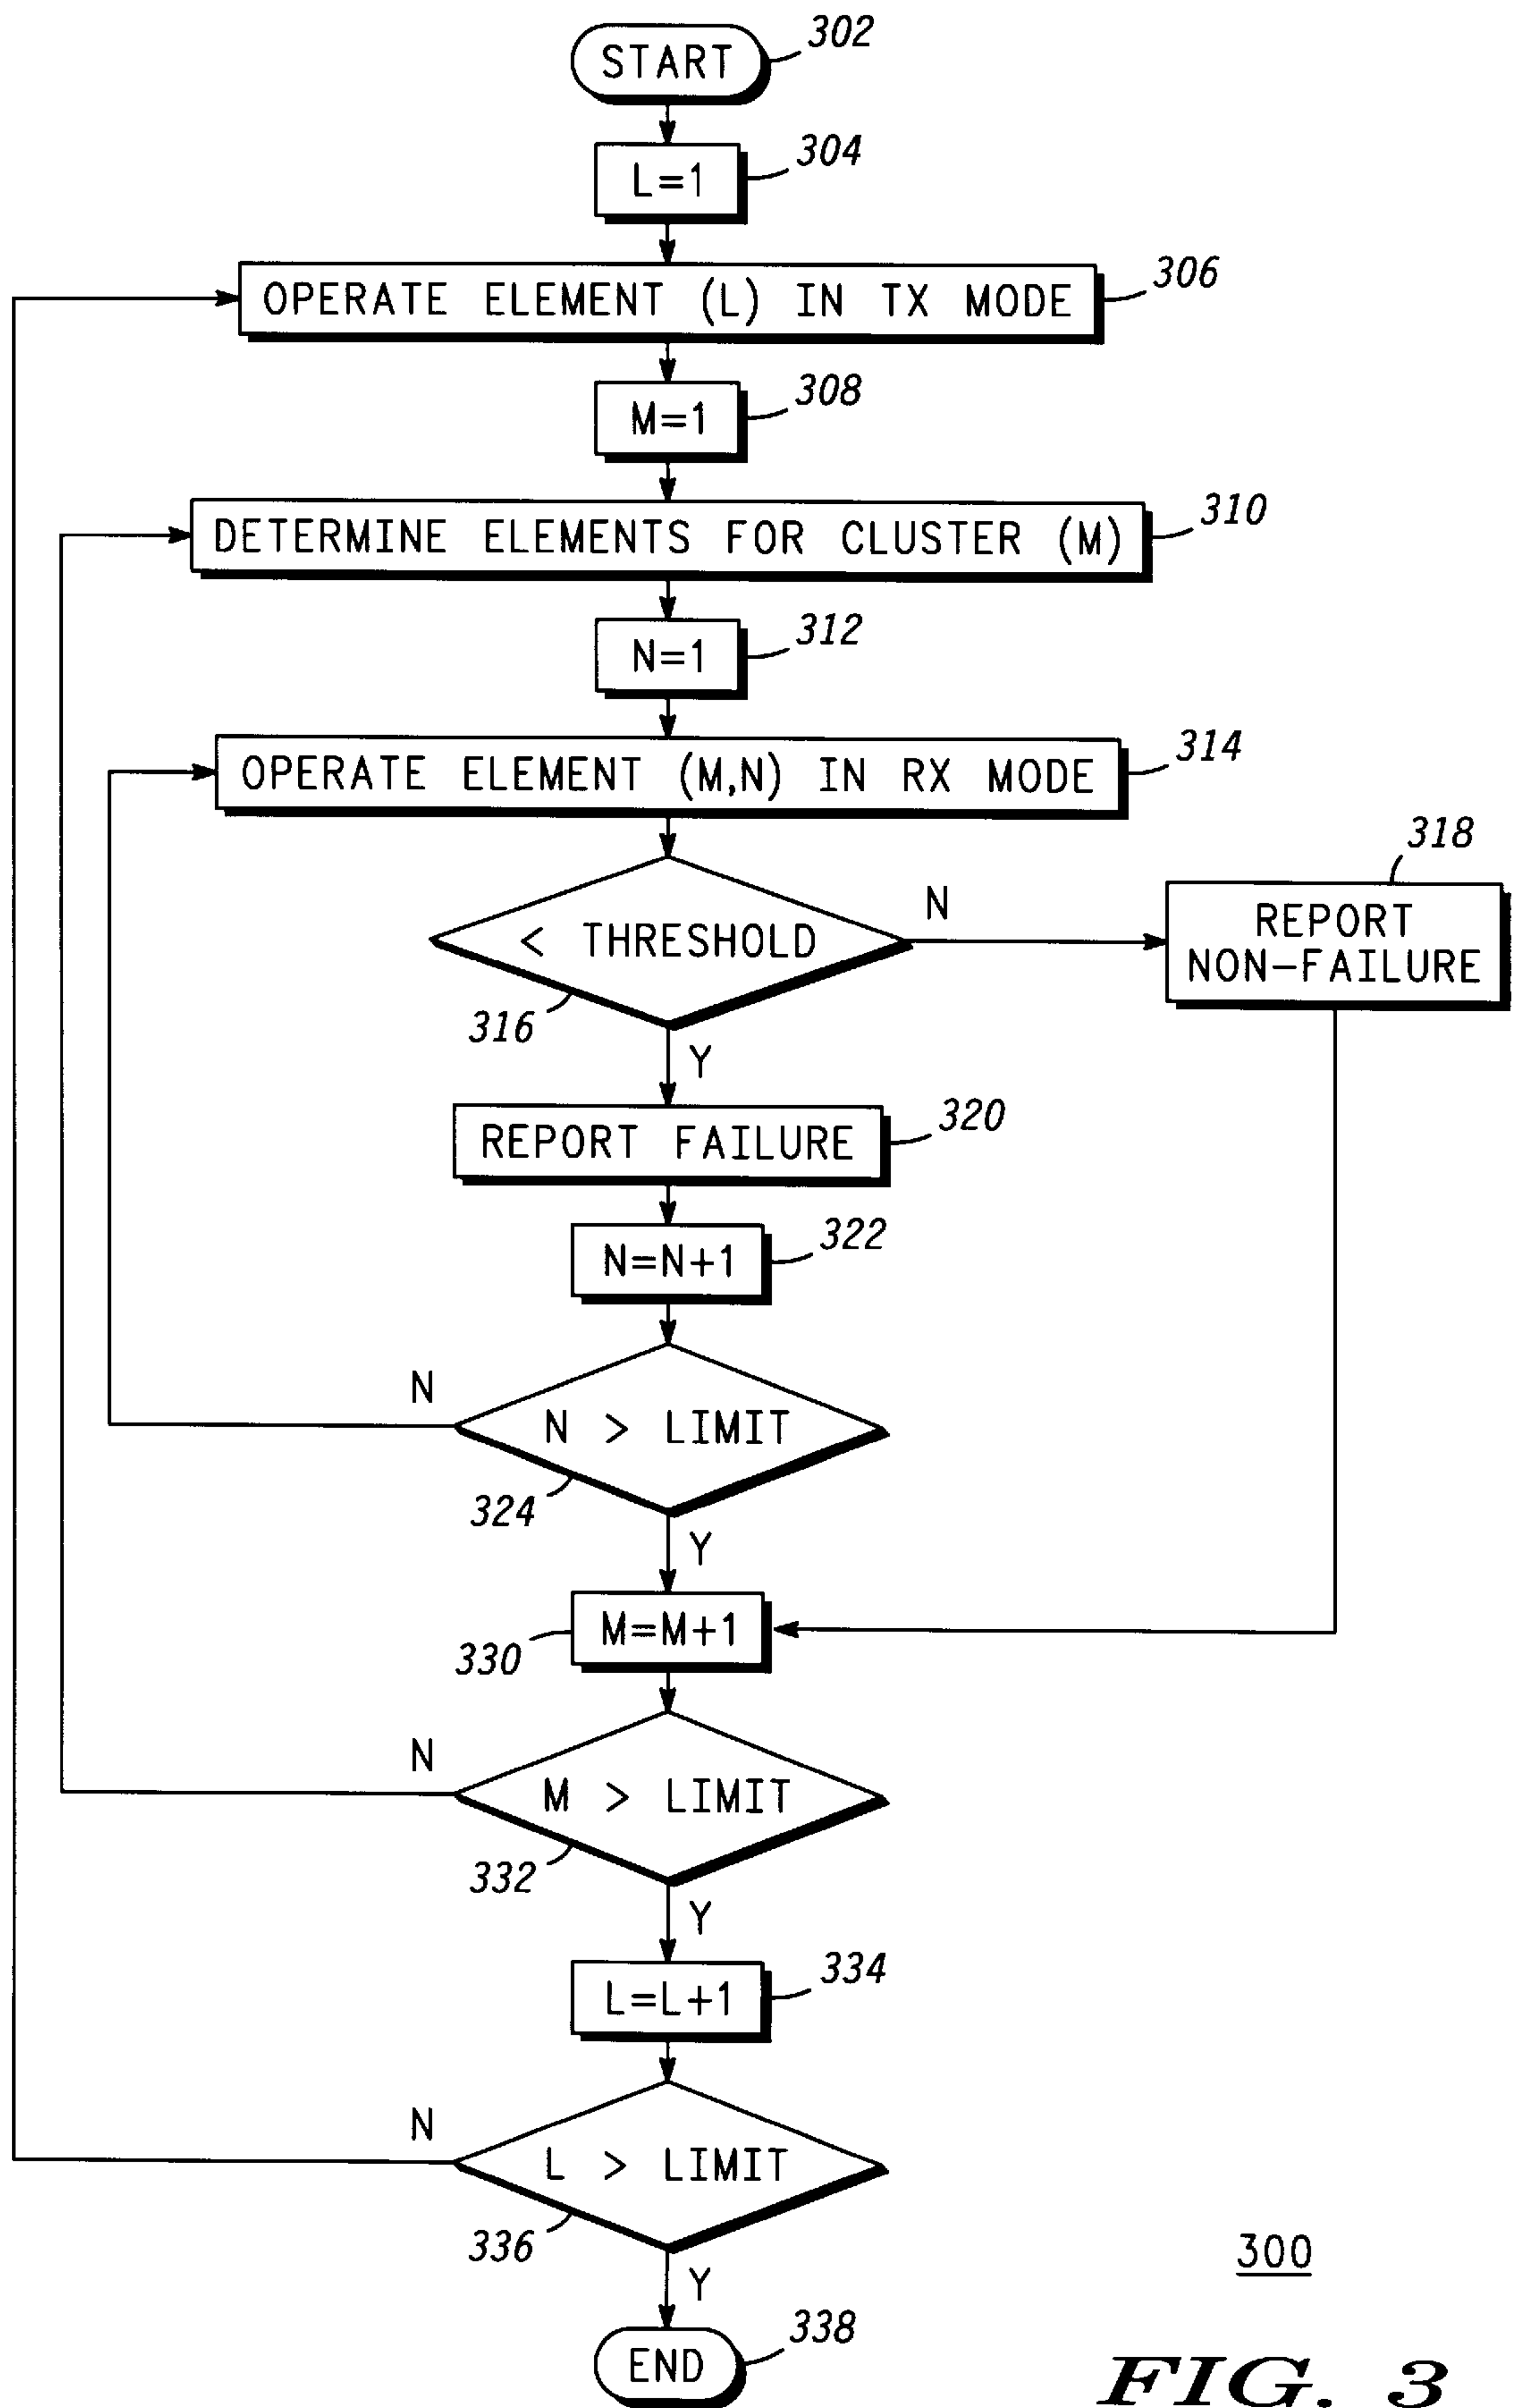 START
302
L=1
304
OPERATE ELEMENT (L) IN TX MODE
306
M=1
308
DETERMINE ELEMENTS FOR CLUSTER (M)
310
N=1
312
OPERATE ELEMENT (M,N) IN RX MODE
314
< THRESHOLD
316
N
REPORT
NON-FAILURE
318
Y
REPORT FAILURE
320
N=N+1
322
N > LIMIT
324
N
Y
M=M+1
330
M > LIMIT
332
N
Y
L=L+1
334
L > LIMIT
336
N
Y
END
338
300
FIG. 3